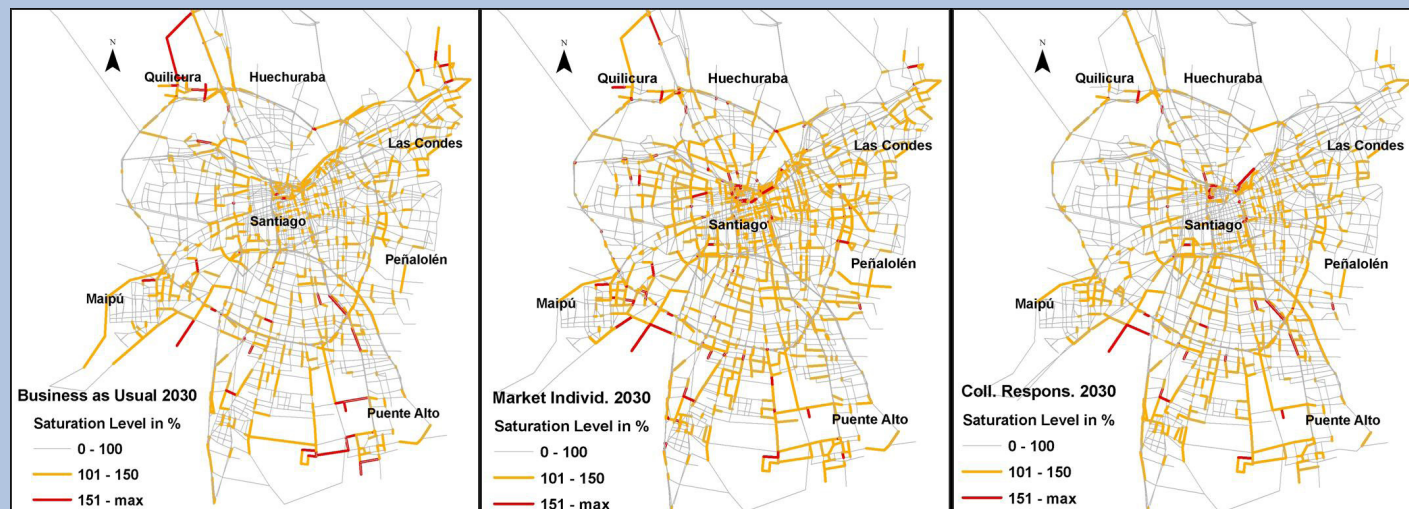 N
Quilicura
Huechuraba
Las Condes
Santiago
Peñalolén
Maipú
Puente Alto
Business as Usual 2030
Saturation Level in %
0 - 100
101 - 150
151 - max
N
Quilicura
Huechuraba
Las Condes
Santiago
Peñalolén
Maipú
Puente Alto
Market Individ. 2030
Saturation Level in %
0 - 100
101 - 150
151 - max
N
Quilicura
Huechuraba
Las Condes
Santiago
Peñalolén
Maipú
Puente Alto
Coll. Respons. 2030
Saturation Level in %
0 - 100
101 - 150
151 - max